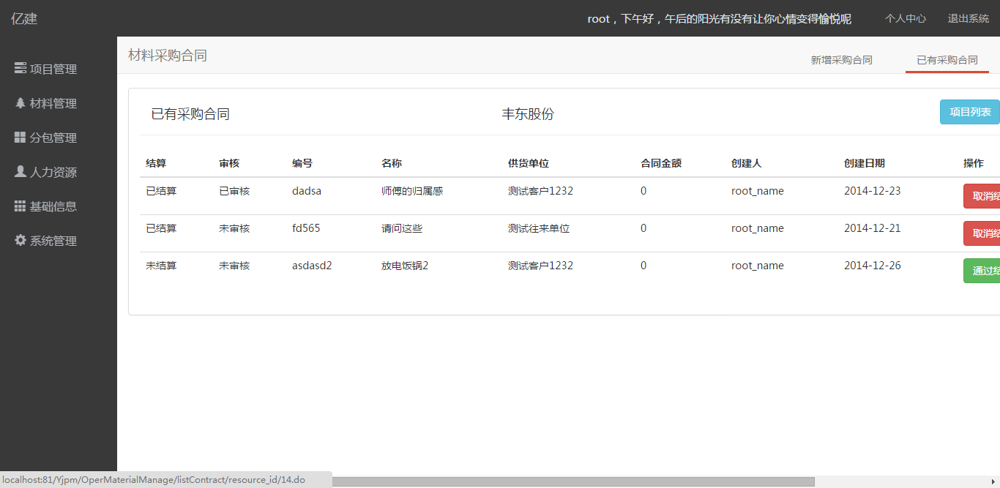 亿建
root，下午好，午后的阳光有没有让你心情变得愉悦呢 个人中心 退出系统
项目管理
材料管理
分包管理
人力资源
基础信息
系统管理
材料采购合同 新增采购合同 已有采购合同
已有采购合同 丰东股份 项目列表
结算 审核 编号 名称 供货单位 合同金额 创建人 创建日期 操作
已结算 已审核 dadsa 师傅的归属感 测试客户1232 0 root_name 2014-12-23 取消结
已结算 未审核 fd565 请问这些 测试往来单位 0 root_name 2014-12-21 取消结
未结算 未审核 asdasd2 放电饭锅2 测试客户1232 0 root_name 2014-12-26 通过结
localhost:81/Yjpm/OperMaterialManage/listContract/resource_id/14.do